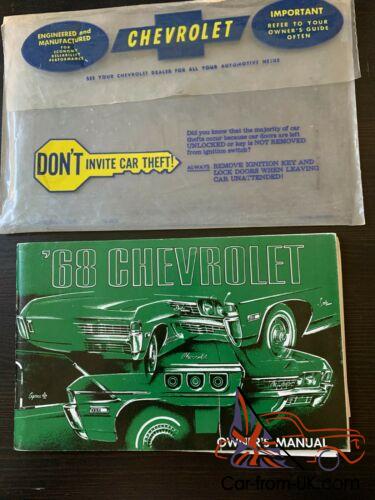 ENGINEERED and
MANUFACTURED
FOR ECONOMY
RELIABILITY
PERFORMANCE
CHEVROLET
IMPORTANT
REFER TO YOUR
OWNER'S GUIDE
OFTEN
SEE YOUR CHEVROLET DEALER FOR ALL YOUR AUTOMOTIVE NEEDS
Did you know that the majority of car
thefts occur because car doors are left
UNLOCKED or key is NOT REMOVED
from ignition switch?
DON'T INVITE CAR THEFT!
ALWAYS REMOVE IGNITION KEY AND
LOCK DOORS WHEN LEAVING
CAR UNATTENDED!
'68 CHEVROLET
Chevrolet
OWNER'S MANUAL
Car-from-UK.com